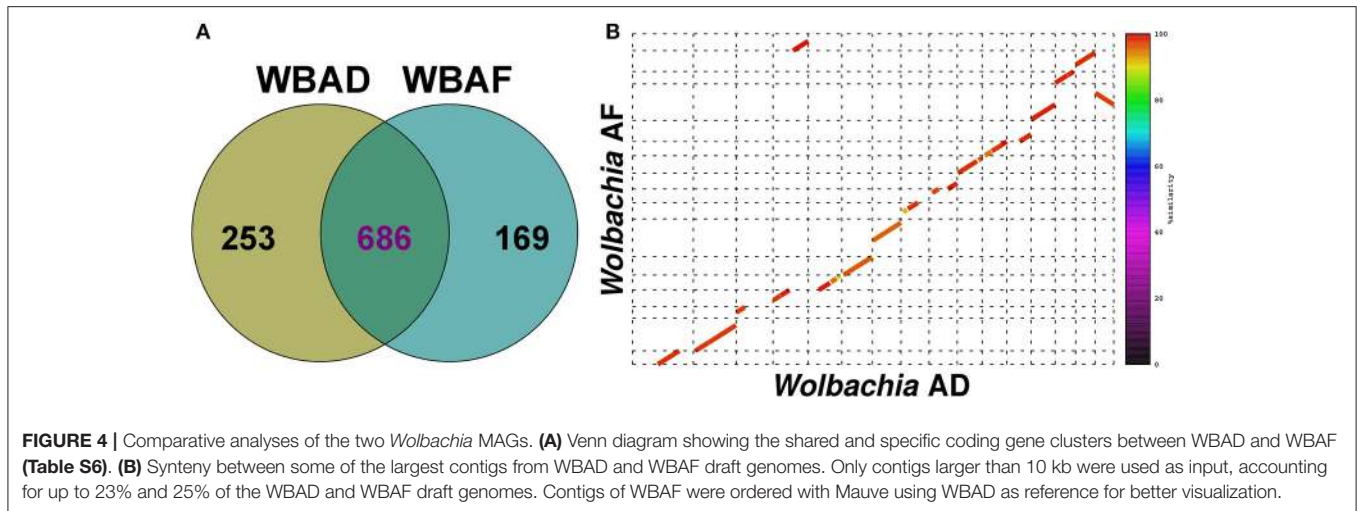 A
WBAD WBAF
253 686 169
B
Wolbachia AF
Wolbachia AD
100
80
60
40
20
0
%similarity
FIGURE 4 | Comparative analyses of the two Wolbachia MAGs. (A) Venn diagram showing the shared and specific coding gene clusters between WBAD and WBAF
(Table S6). (B) Synteny between some of the largest contigs from WBAD and WBAF draft genomes. Only contigs larger than 10 kb were used as input, accounting
for up to 23% and 25% of the WBAD and WBAF draft genomes. Contigs of WBAF were ordered with Mauve using WBAD as reference for better visualization.